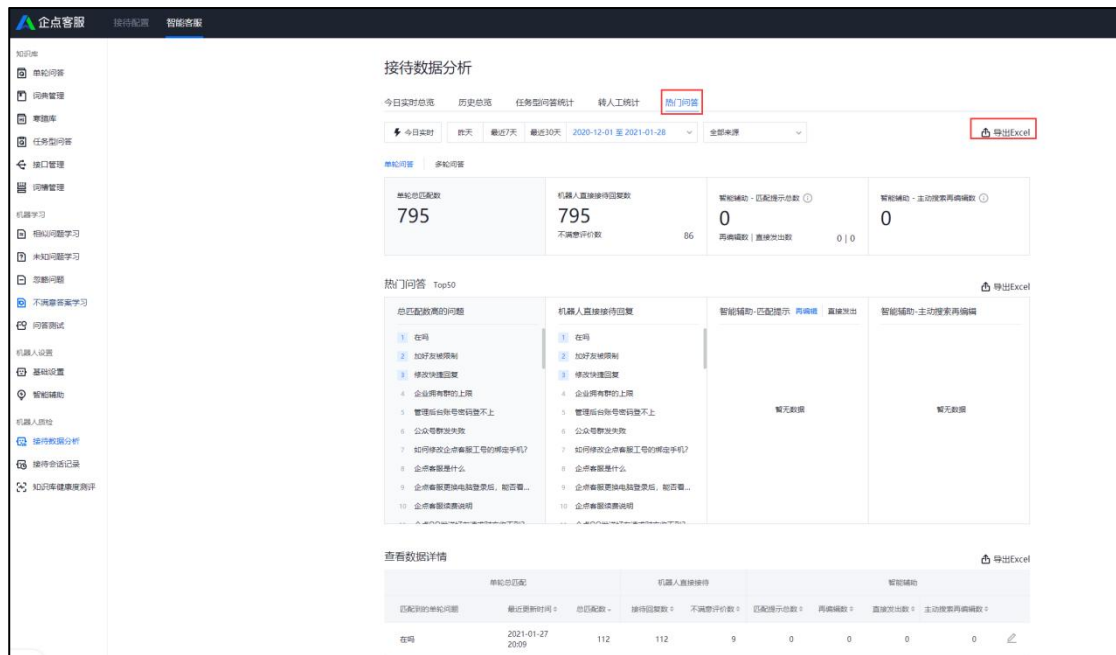 企点客服 接待配置 智能客服
知识库
单轮问答
词典管理
寒暄库
任务型问答
接口管理
词槽管理
机器学习
相似问题学习
未知问题学习
忽略问题
不满意答案学习
问答测试
机器人设置
基础设置
智能辅助
机器人质检
接待数据分析
接待会话记录
知识库健康度测评
接待数据分析
今日实时总览 历史总览 任务型问答统计 转人工统计 热门问答
今日实时 昨天 最近7天 最近30天 2020-12-01 至 2021-01-28 全部来源 导出Excel
单轮问答 多轮问答
单轮总匹配数 机器人直接接待回复数 智能辅助 - 匹配提示总数 智能辅助 - 主动搜索再编辑数
795 795 0 0
不满意评价数 86 再编辑数 | 直接发出数 0 | 0
热门问答 Top50 导出Excel
总匹配数高的问题 机器人直接接待回复 智能辅助-匹配提示 再编辑 直接发出 智能辅助-主动搜索再编辑
1 在吗 1 在吗
2 加好友被限制 2 加好友被限制
3 修改快捷回复 3 修改快捷回复
4 企业拥有群的上限 4 企业拥有群的上限
5 管理后台账号密码登不上 5 管理后台账号密码登不上 暂无数据 暂无数据
6 公众号群发失败 6 公众号群发失败
7 如何修改企点客服工号的绑定手机? 7 如何修改企点客服工号的绑定手机?
8 企点客服是什么 8 企点客服是什么
9 企点客服更换电脑登录后，能否看... 9 企点客服更换电脑登录后，能否看...
10 企点客服续费说明 10 企点客服续费说明
查看数据详情 导出Excel
单轮总匹配 机器人直接接待 智能辅助
匹配到的单轮问题 最近更新时间 总匹配数 接待回复数 不满意评价数 匹配提示总数 再编辑数 直接发出数 主动搜索再编辑数
在吗 2021-01-27 112 112 9 0 0 0 0
20:09